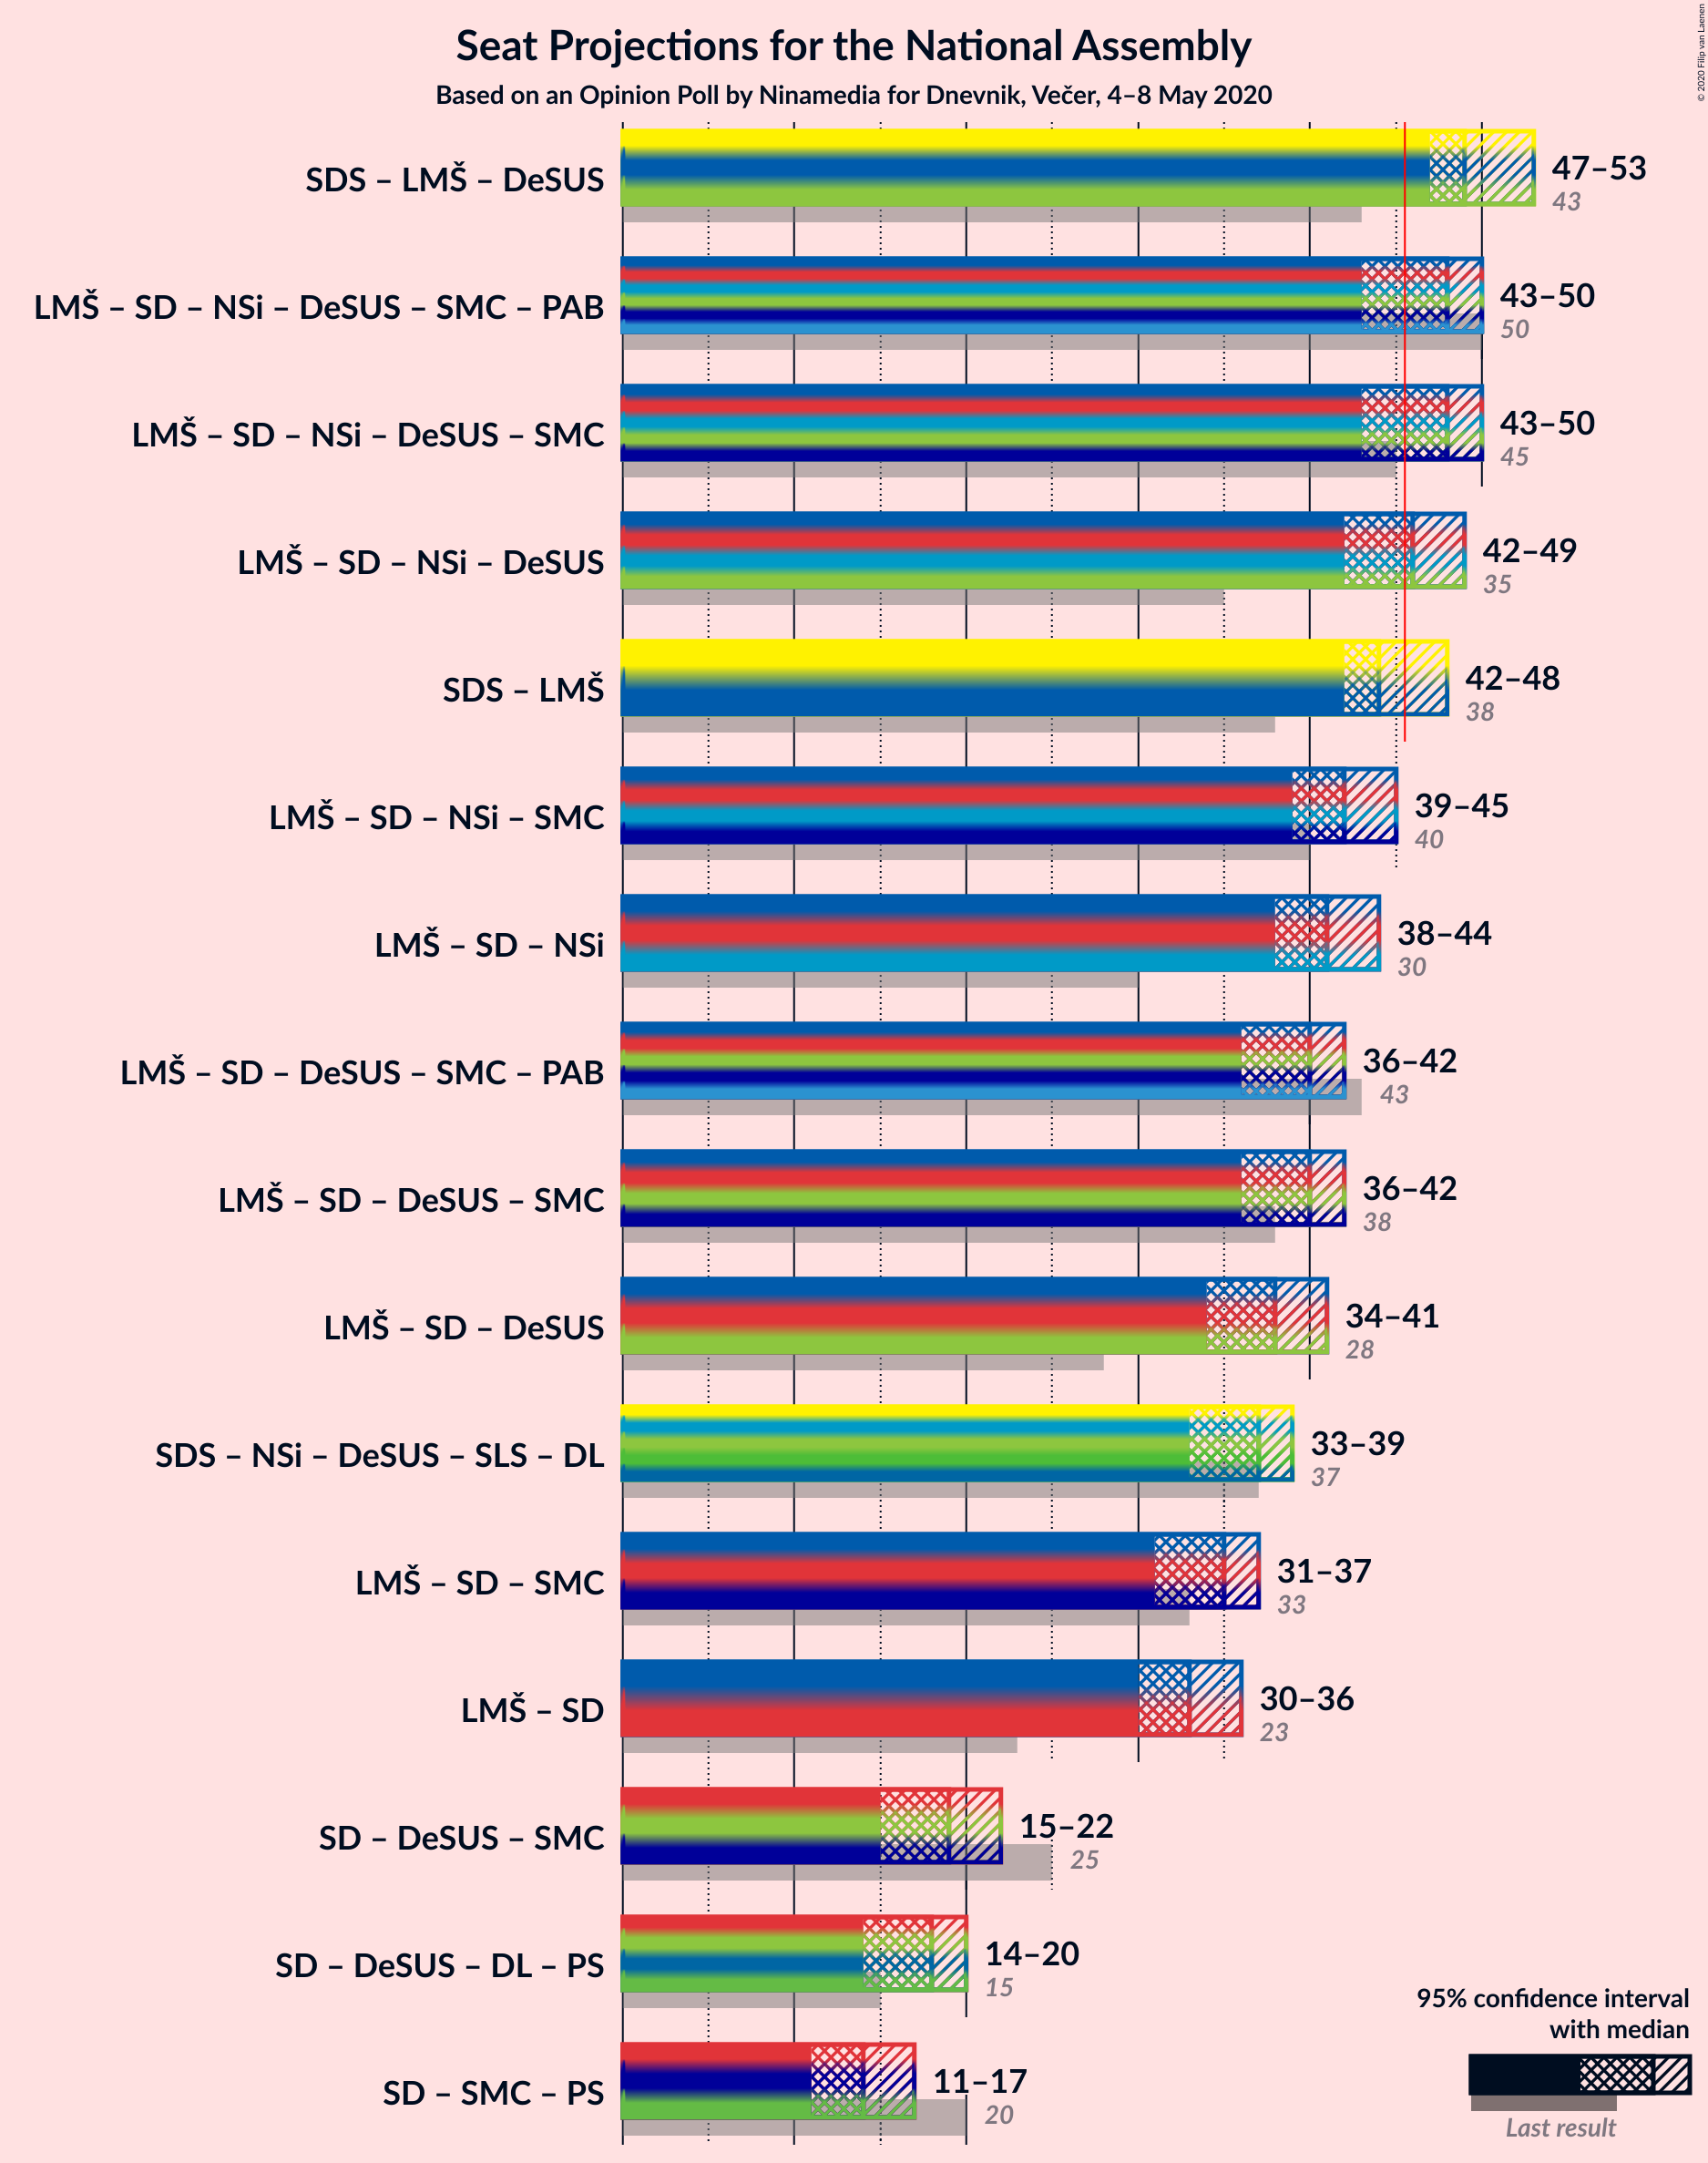 Seat Projections for the National Assembly
Based on an Opinion Poll by Ninamedia for Dnevnik, Večer, 4–8 May 2020
© 2020 Filip van Laenen
SDS – LMŠ – DeSUS
47–53
43
LMŠ – SD – NSi – DeSUS – SMC – PAB
43–50
50
LMŠ – SD – NSi – DeSUS – SMC
43–50
45
LMŠ – SD – NSi – DeSUS
42–49
35
SDS – LMŠ
42–48
38
LMŠ – SD – NSi – SMC
39–45
40
LMŠ – SD – NSi
38–44
30
LMŠ – SD – DeSUS – SMC – PAB
36–42
43
LMŠ – SD – DeSUS – SMC
36–42
38
LMŠ – SD – DeSUS
34–41
28
SDS – NSi – DeSUS – SLS – DL
33–39
37
LMŠ – SD – SMC
31–37
33
LMŠ – SD
30–36
23
SD – DeSUS – SMC
15–22
25
SD – DeSUS – DL – PS
14–20
15
SD – SMC – PS
11–17
20
95% confidence interval
with median
Last result